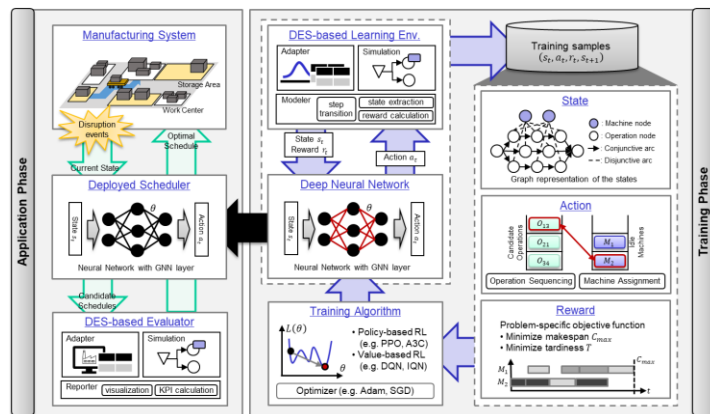 Application Phase
Manufacturing System
Storage Area
Work Center
Disruption
events
Optimal
Schedule
Current State
Deployed Scheduler
State s_t
θ
Action a_t
Neural Network with GNN layer
Candidate
Schedules
DES-based Evaluator
Adapter
Simulation
Reporter
visualization
KPI calculation
DES-based Learning Env.
Adapter
Simulation
Modeler
step
transition
state extraction
reward calculation
State s_t
Reward r_t
Action a_t
Deep Neural Network
State s_t
θ
Action a_t
Neural Network with GNN layer
Training Algorithm
L(θ)
θ
• Policy-based RL
(e.g. PPO, A3C)
• Value-based RL
(e.g. DQN, IQN)
Optimizer (e.g. Adam, SGD)
Training samples
(s_t, a_t, r_t, s_{t+1})
State
: Machine node
: Operation node
: Conjunctive arc
: Disjunctive arc
Graph representation of the states
Action
Candidate
Operations
O_13
O_21
O_34
M_1
M_2
Idle
Machines
Operation Sequencing
Machine Assignment
Reward
Problem-specific objective function
• Minimize makespan C_max
• Minimize tardiness T
C_max
M_1
M_2
t
Training Phase